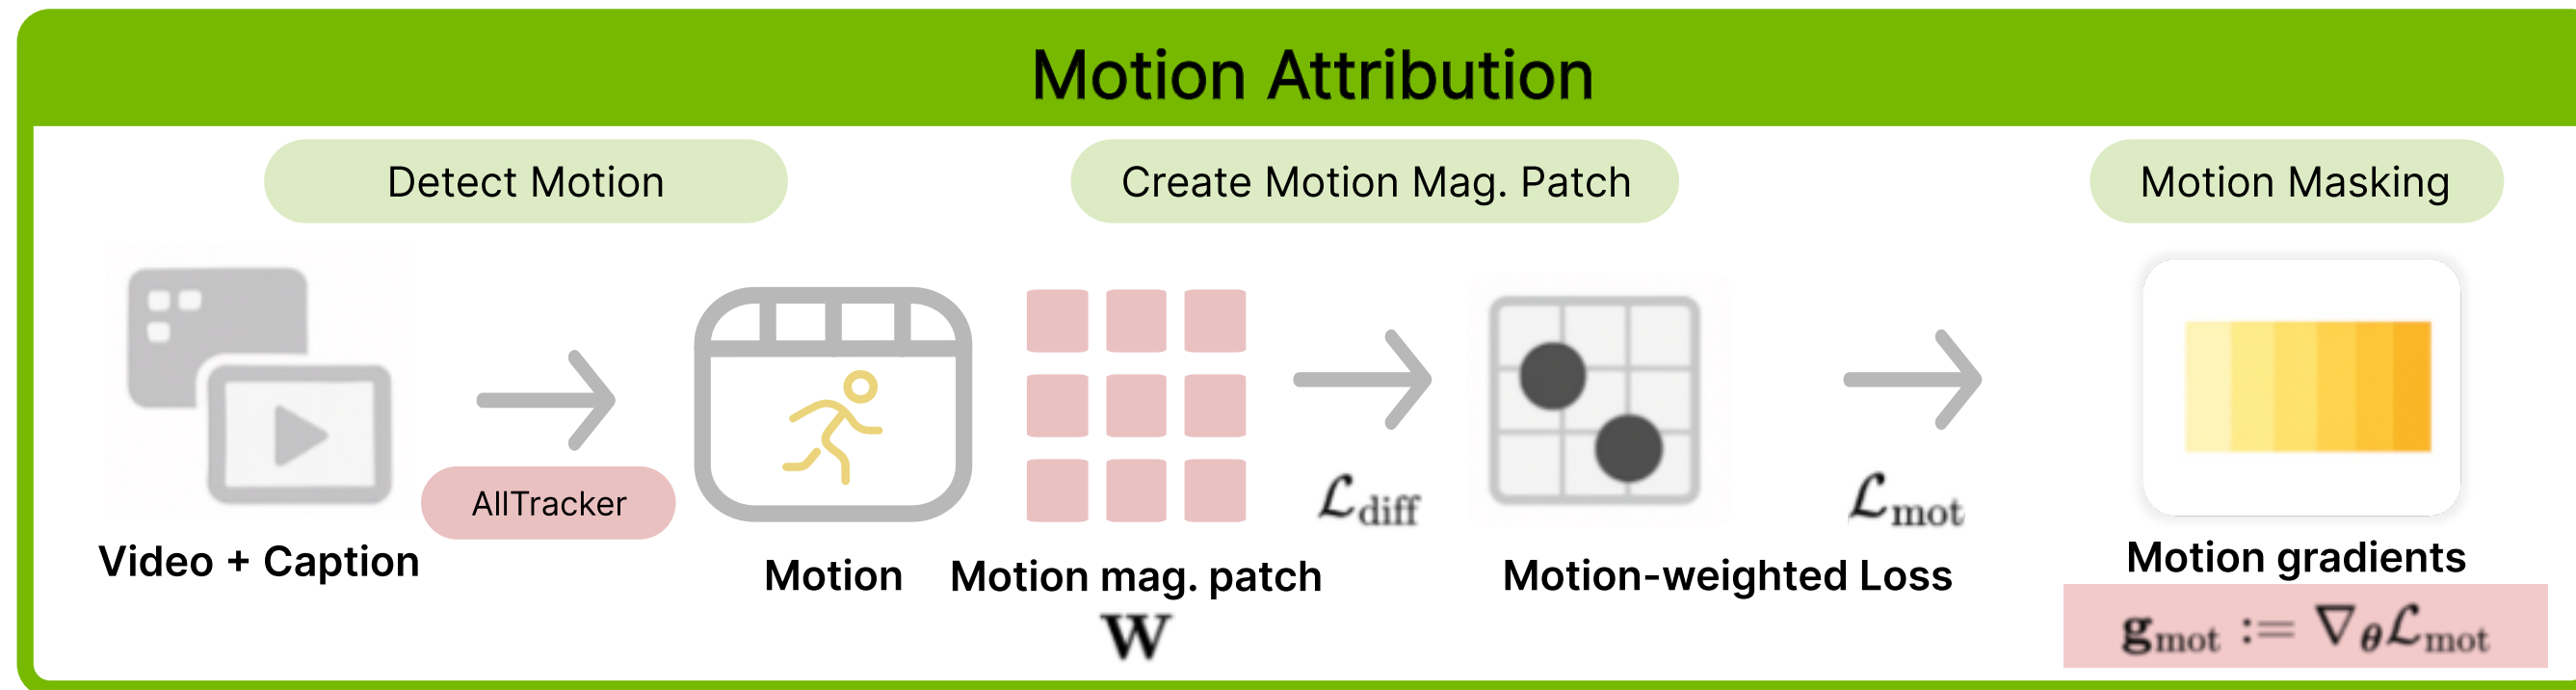 Motion Attribution
Detect Motion
Create Motion Mag. Patch
Motion Masking
AllTracker
ℒdiff
ℒmot
Video + Caption
Motion
Motion mag. patch
W
Motion-weighted Loss
Motion gradients
gmot := ∇θℒmot